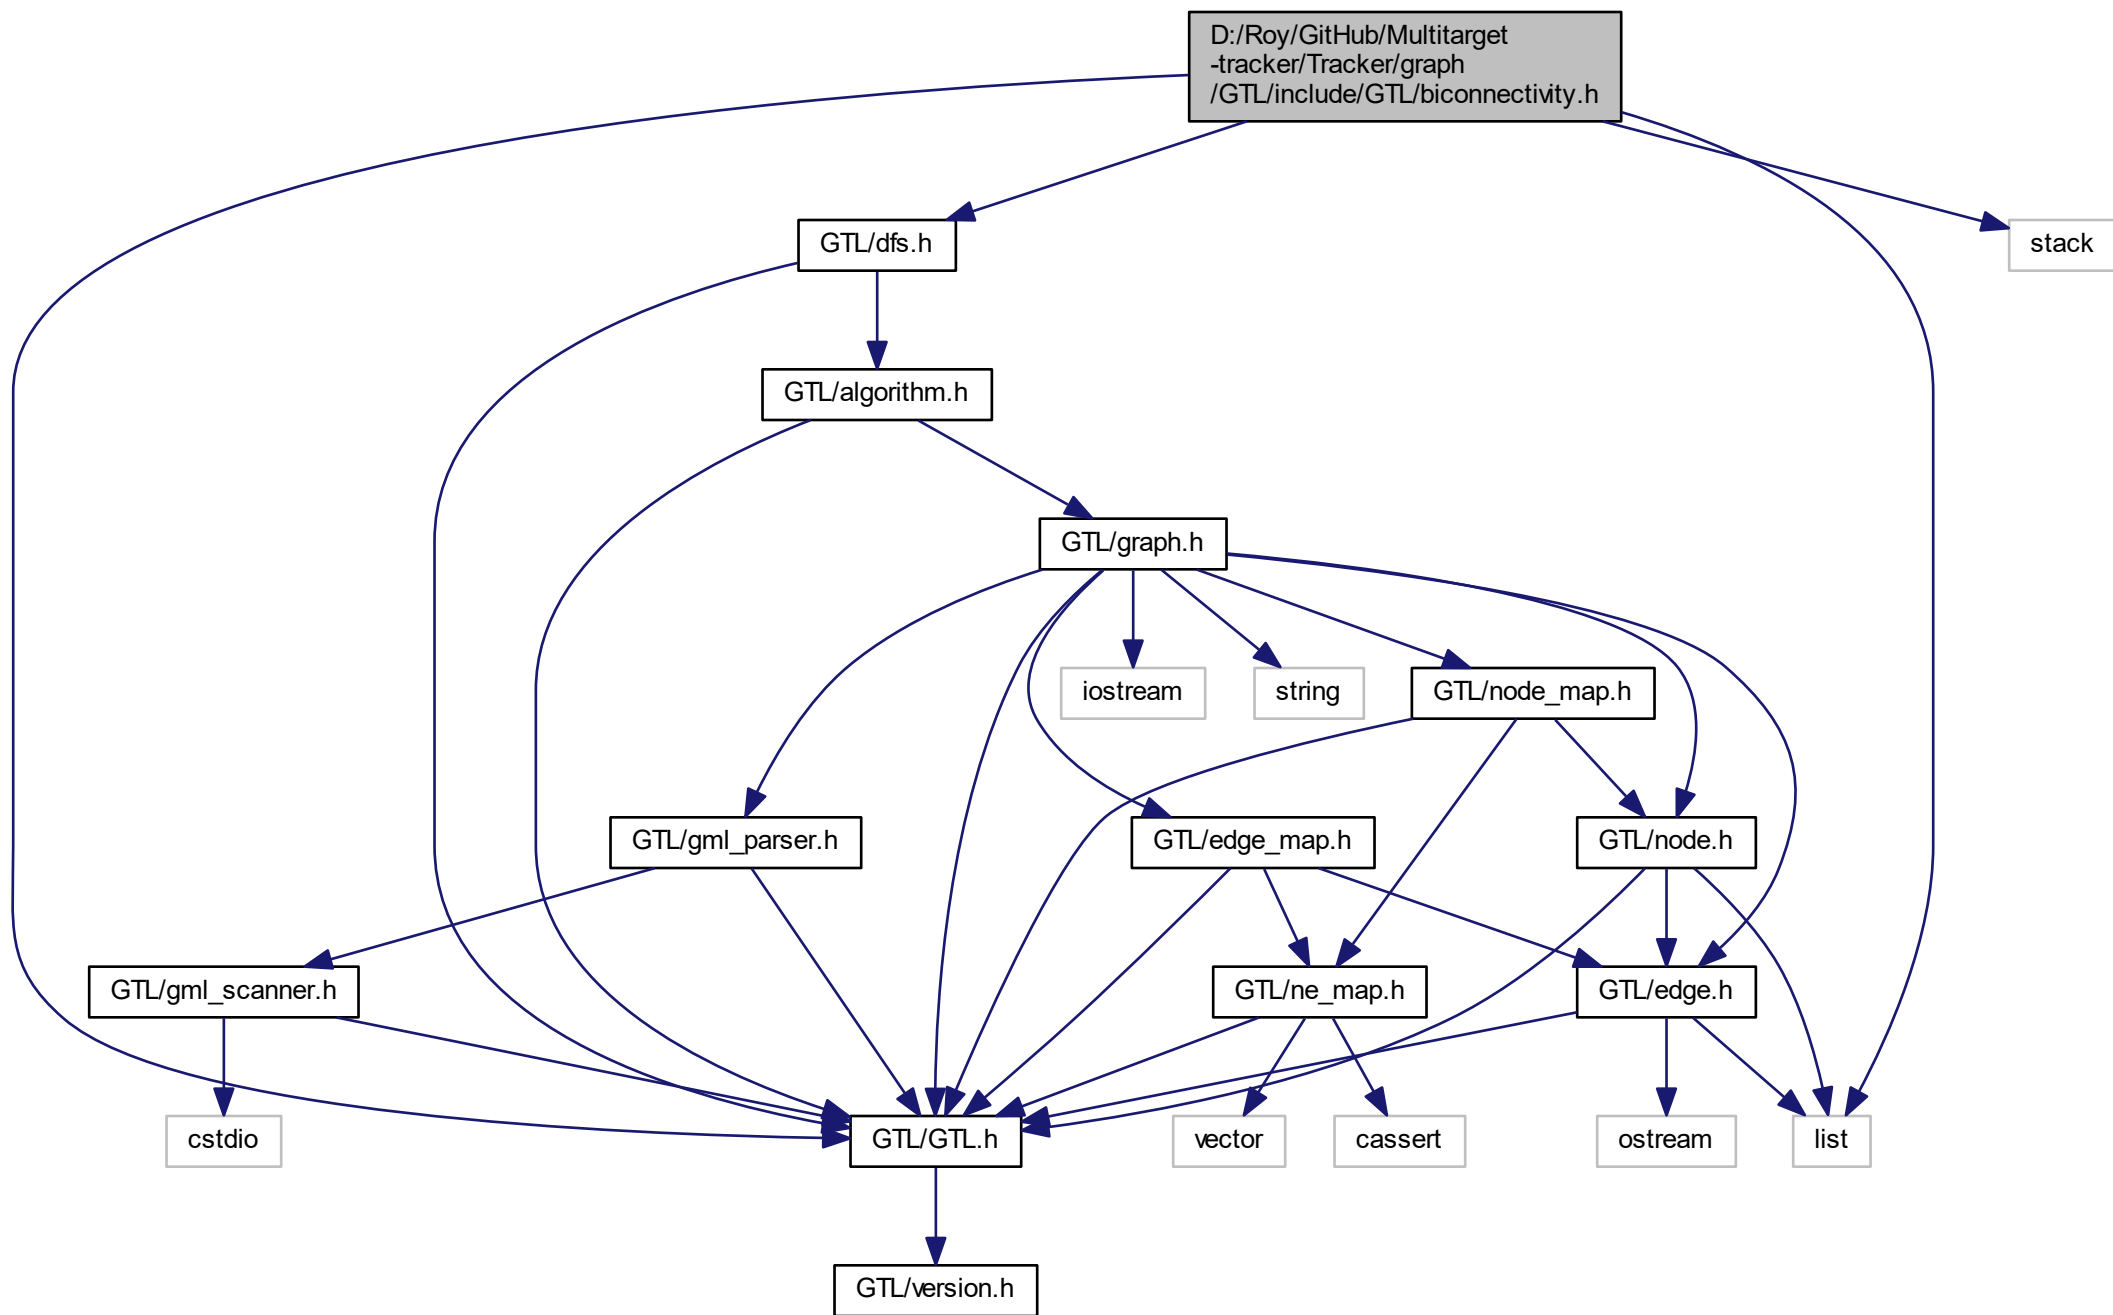 D:/Roy/GitHub/Multitarget
-tracker/Tracker/graph
/GTL/include/GTL/biconnectivity.h
GTL/dfs.h
stack
GTL/algorithm.h
GTL/graph.h
iostream
string
GTL/node_map.h
GTL/gml_parser.h
GTL/edge_map.h
GTL/node.h
GTL/gml_scanner.h
GTL/ne_map.h
GTL/edge.h
cstdio
GTL/GTL.h
vector
cassert
ostream
list
GTL/version.h